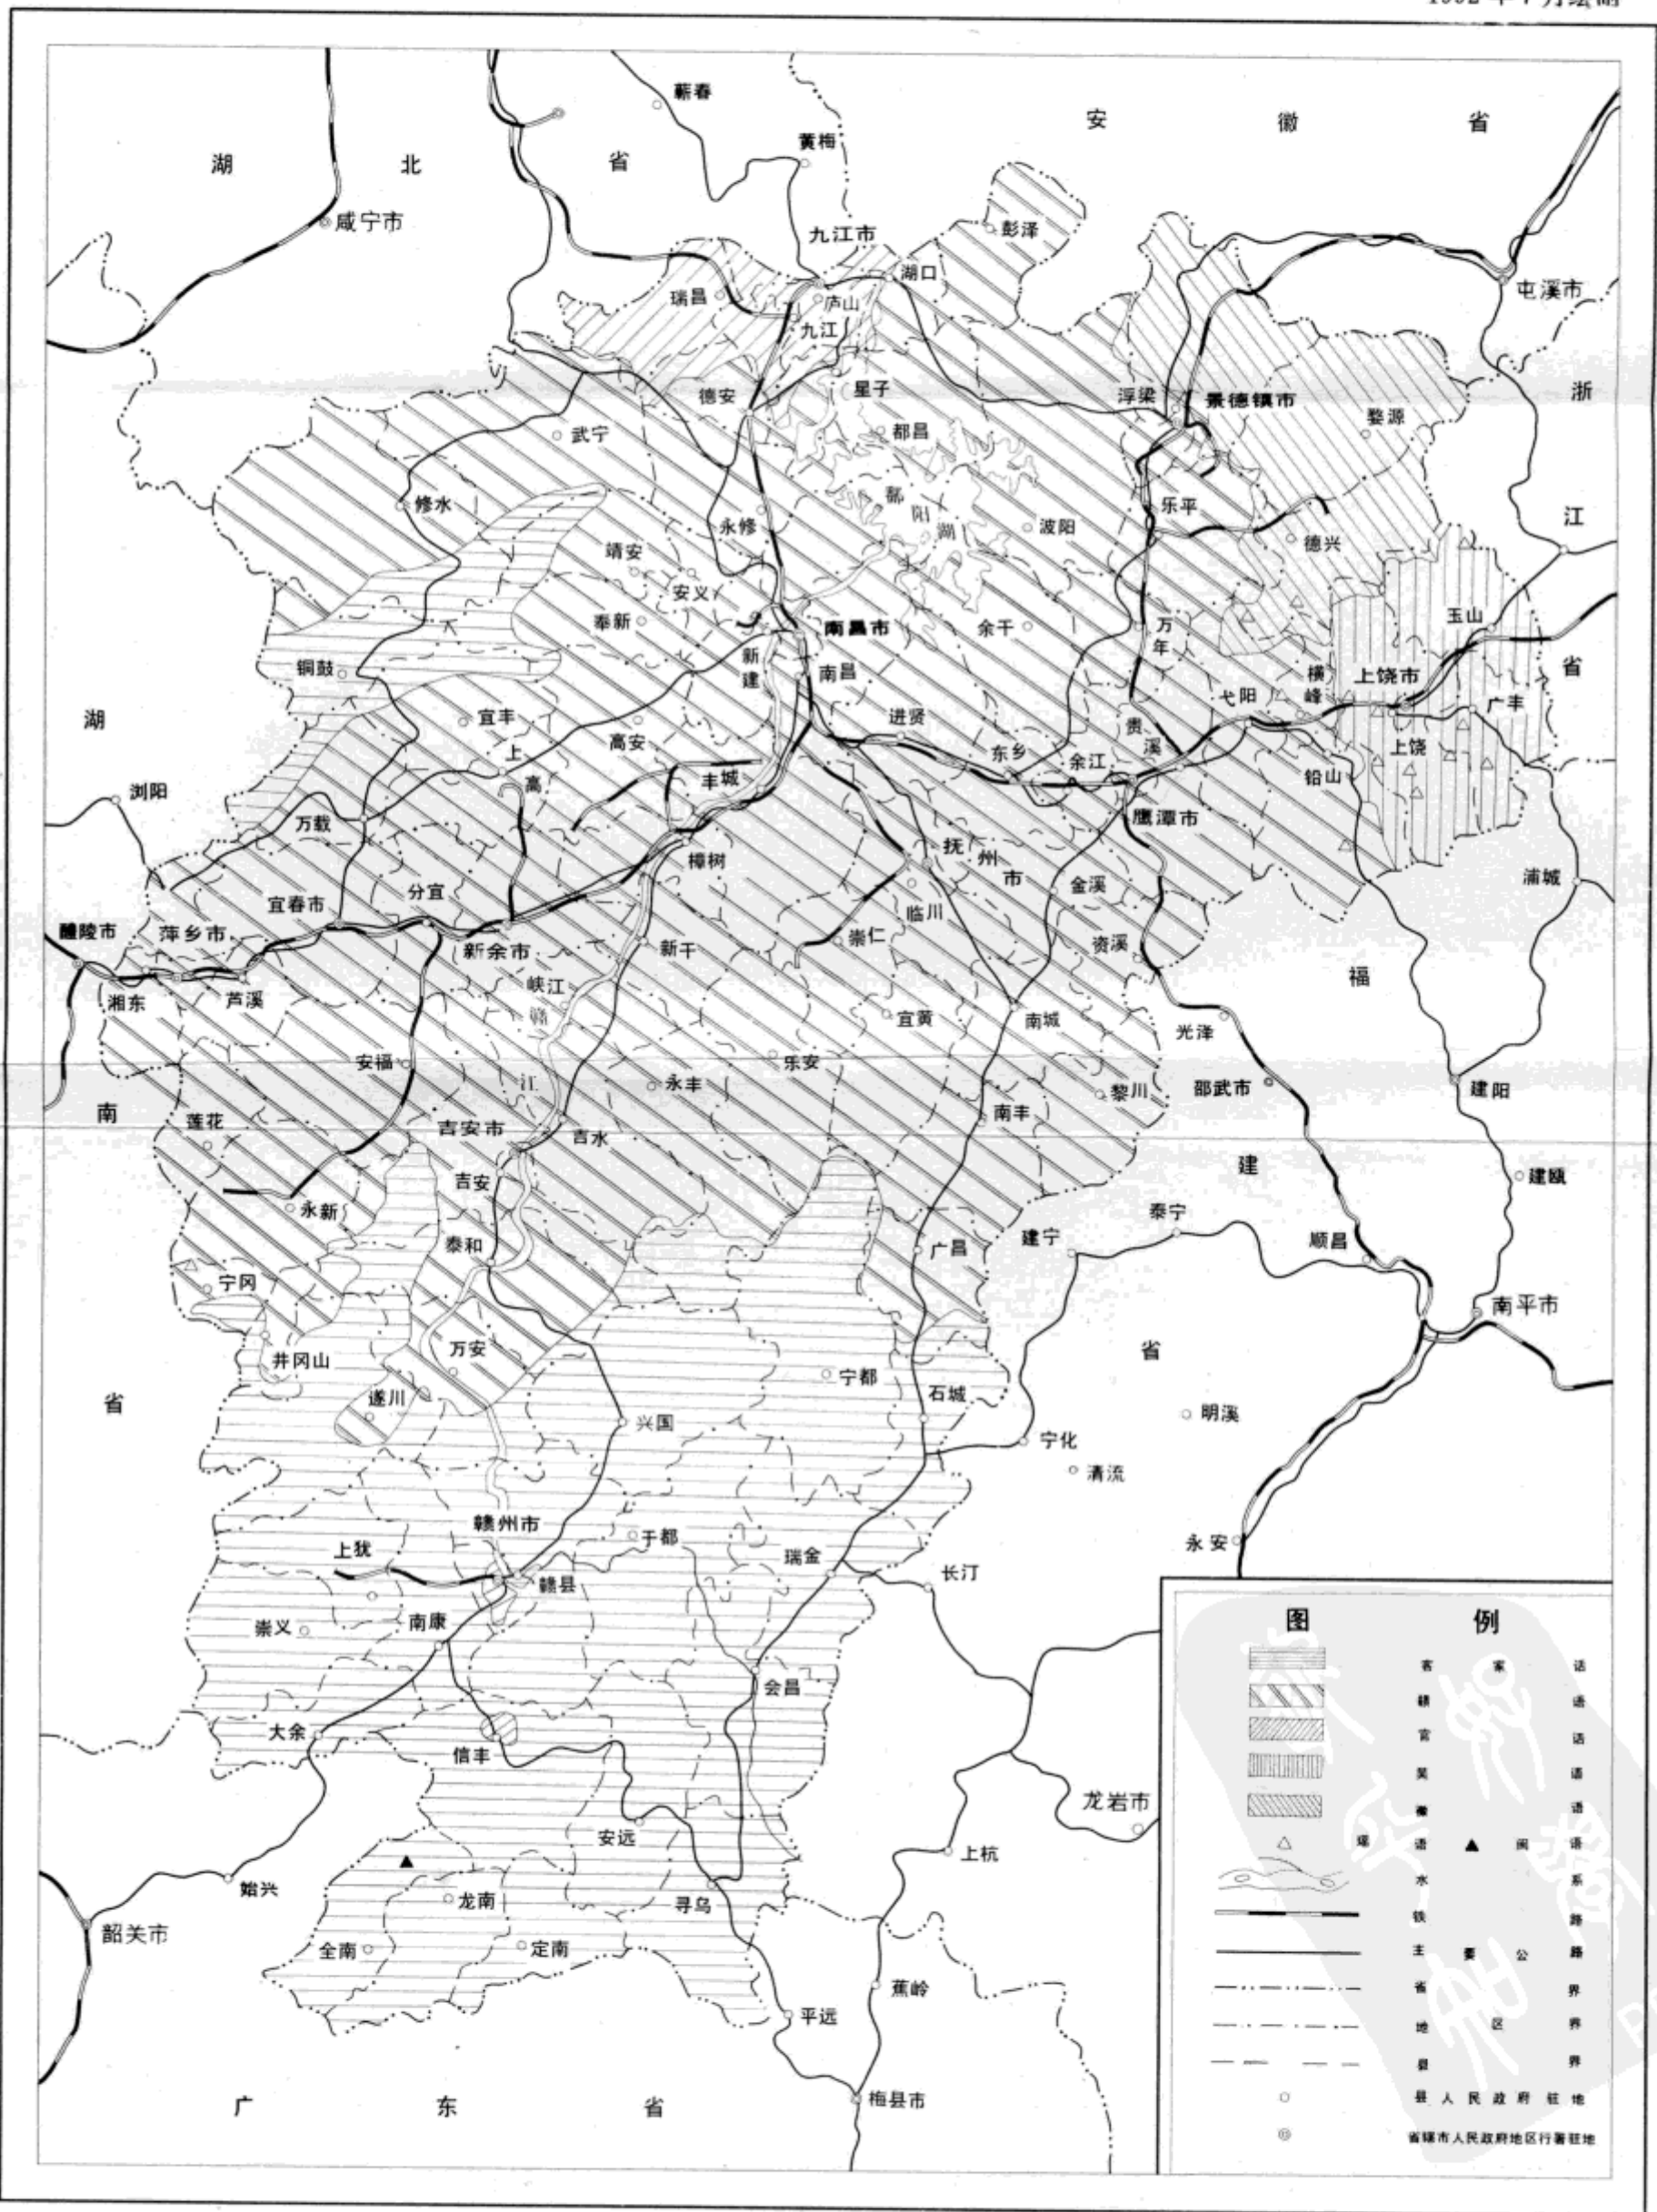 湖 北 省
安 徽 省
蕲春
黄梅
咸宁市
九江市
彭泽
湖口
瑞昌
庐山
九江
屯溪市
星子
德安
浮梁
景德镇市
浙
婺源
武宁
都昌
修水
鄱
阳
湖
永修
波阳
乐平
江
靖安
德兴
安义
奉新
南昌市
余干
万年
玉山
新建
南昌
铜鼓
横峰
上饶市
省
弋阳
广丰
湖
宜丰
上高
高安
进贤
贵溪
东乡
余江
上饶
铅山
浏阳
丰城
万载
鹰潭市
樟树
抚州市
金溪
浦城
宜春市
分宜
临川
醴陵市
萍乡市
新余市
新干
崇仁
资溪
湘东
芦溪
峡江
赣
福
宜黄
南城
光泽
安福
乐安
江
永丰
黎川
邵武市
建阳
南
莲花
南丰
吉安市
吉水
建
建瓯
吉安
永新
泰宁
泰和
广昌
建宁
顺昌
宁冈
南平市
井冈山
万安
省
宁都
省
遂川
石城
兴国
明溪
宁化
清流
赣州市
于都
上犹
瑞金
永安
赣县
长汀
崇义
南康
会昌
大余
信丰
龙岩市
安远
上杭
始兴
龙南
寻乌
韶关市
全南
定南
蕉岭
平远
广 东 省
梅县市
图 例
客家话
赣语
官话
吴语
徽语
闽语
水系
铁路
主要公路
省界
地区界
县界
县人民政府驻地
省辖市人民政府地区行署驻地